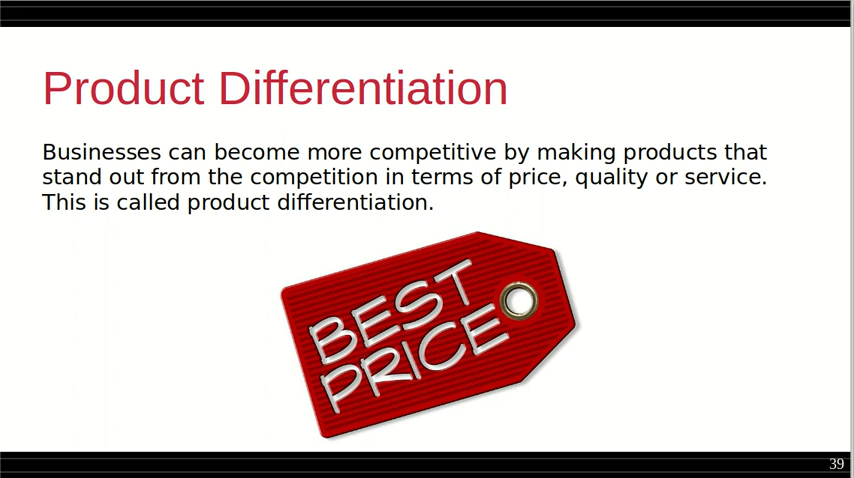 Product Differentiation
Businesses can become more competitive by making products that
stand out from the competition in terms of price, quality or service.
This is called product differentiation.
BEST
PRICE
39